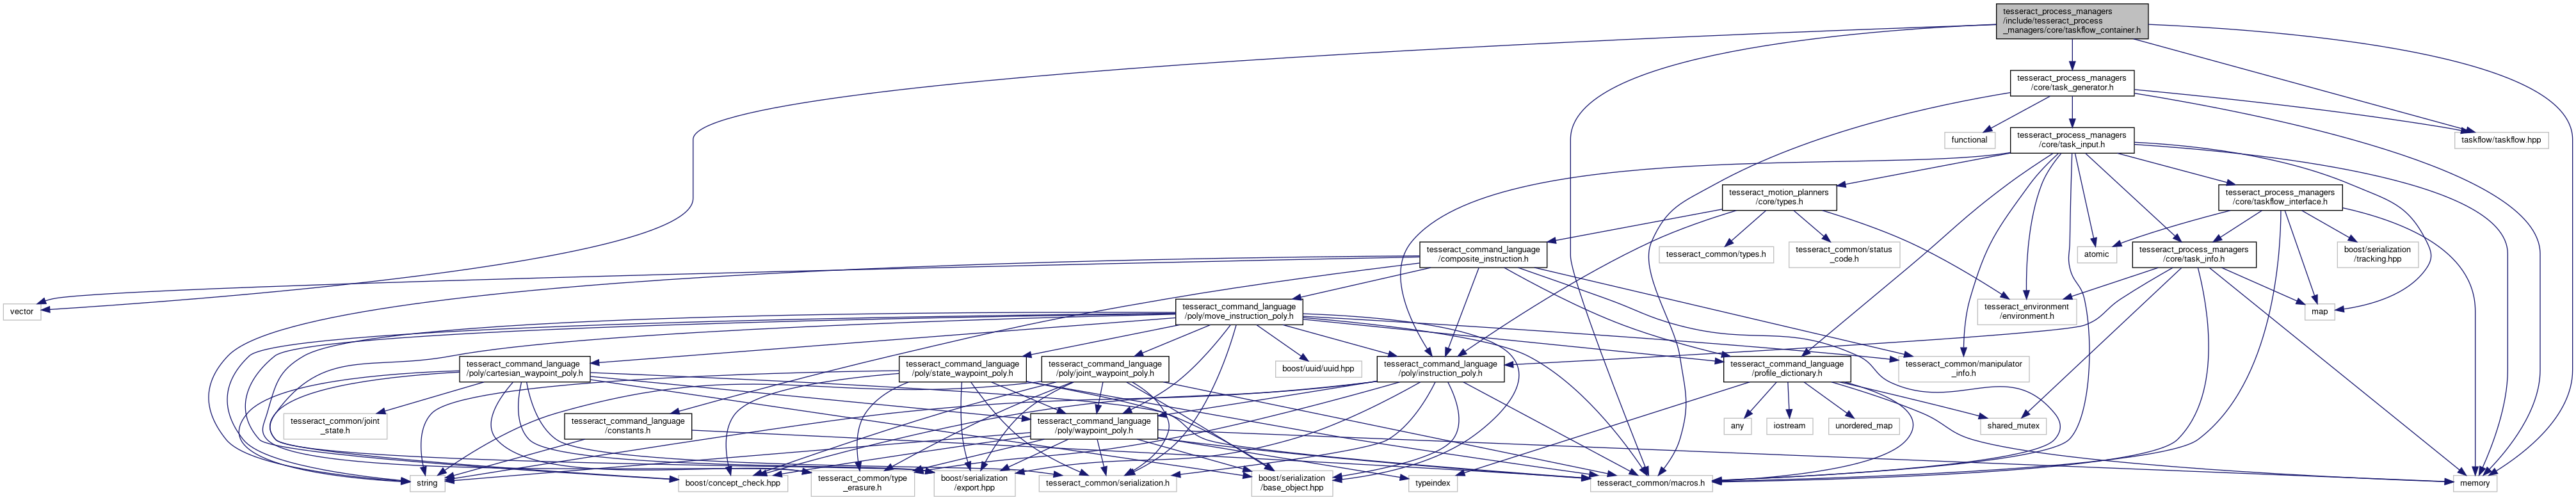 tesseract_process_managers
/include/tesseract_process
_managers/core/taskflow_container.h
tesseract_process_managers
/core/task_generator.h
functional
tesseract_process_managers
/core/task_input.h
taskflow/taskflow.hpp
tesseract_motion_planners
/core/types.h
tesseract_process_managers
/core/taskflow_interface.h
tesseract_command_language
/composite_instruction.h
tesseract_common/types.h
tesseract_common/status
_code.h
atomic
tesseract_process_managers
/core/task_info.h
boost/serialization
/tracking.hpp
vector
tesseract_command_language
/poly/move_instruction_poly.h
tesseract_environment
/environment.h
map
tesseract_command_language
/poly/cartesian_waypoint_poly.h
tesseract_command_language
/poly/state_waypoint_poly.h
tesseract_command_language
/poly/joint_waypoint_poly.h
boost/uuid/uuid.hpp
tesseract_command_language
/poly/instruction_poly.h
tesseract_command_language
/profile_dictionary.h
tesseract_common/manipulator
_info.h
tesseract_common/joint
_state.h
tesseract_command_language
/constants.h
tesseract_command_language
/poly/waypoint_poly.h
any
iostream
unordered_map
shared_mutex
string
boost/concept_check.hpp
tesseract_common/type
_erasure.h
boost/serialization
/export.hpp
tesseract_common/serialization.h
boost/serialization
/base_object.hpp
typeindex
tesseract_common/macros.h
memory